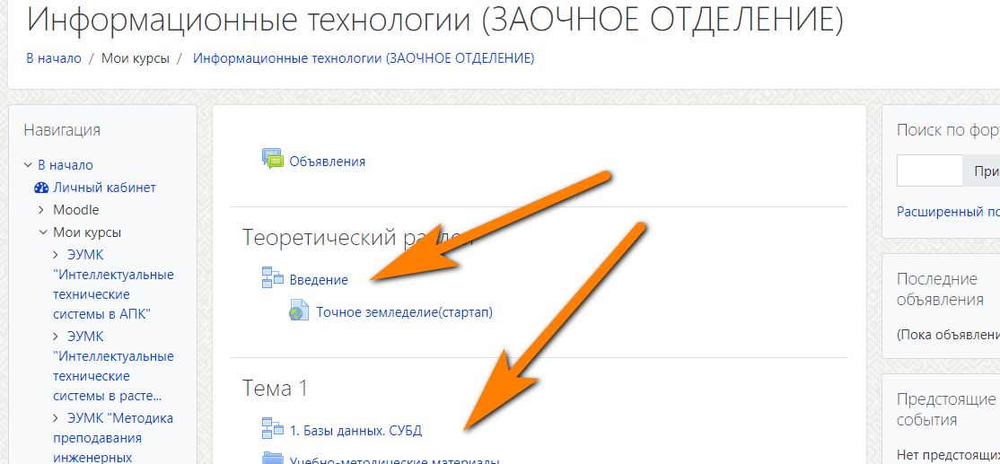 Информационные технологии (ЗАОЧНОЕ ОТДЕЛЕНИЕ)
В начало / Мои курсы / Информационные технологии (ЗАОЧНОЕ ОТДЕЛЕНИЕ)
Навигация
В начало
Личный кабинет
Moodle
Мои курсы
ЭУМК
"Интеллектуальные
технические
системы в АПК"
ЭУМК
"Интеллектуальные
технические
системы в расте...
ЭУМК "Методика
преподавания
инженерных
Объявления
Теоретический раздел
Введение
Точное земледелие(стартап)
Тема 1
1. Базы данных. СУБД
Учебно-методические материалы
Поиск по фору
При
Расширенный по
Последние
объявления
(Пока объявлени
Предстоящие
события
Нет предстоящих